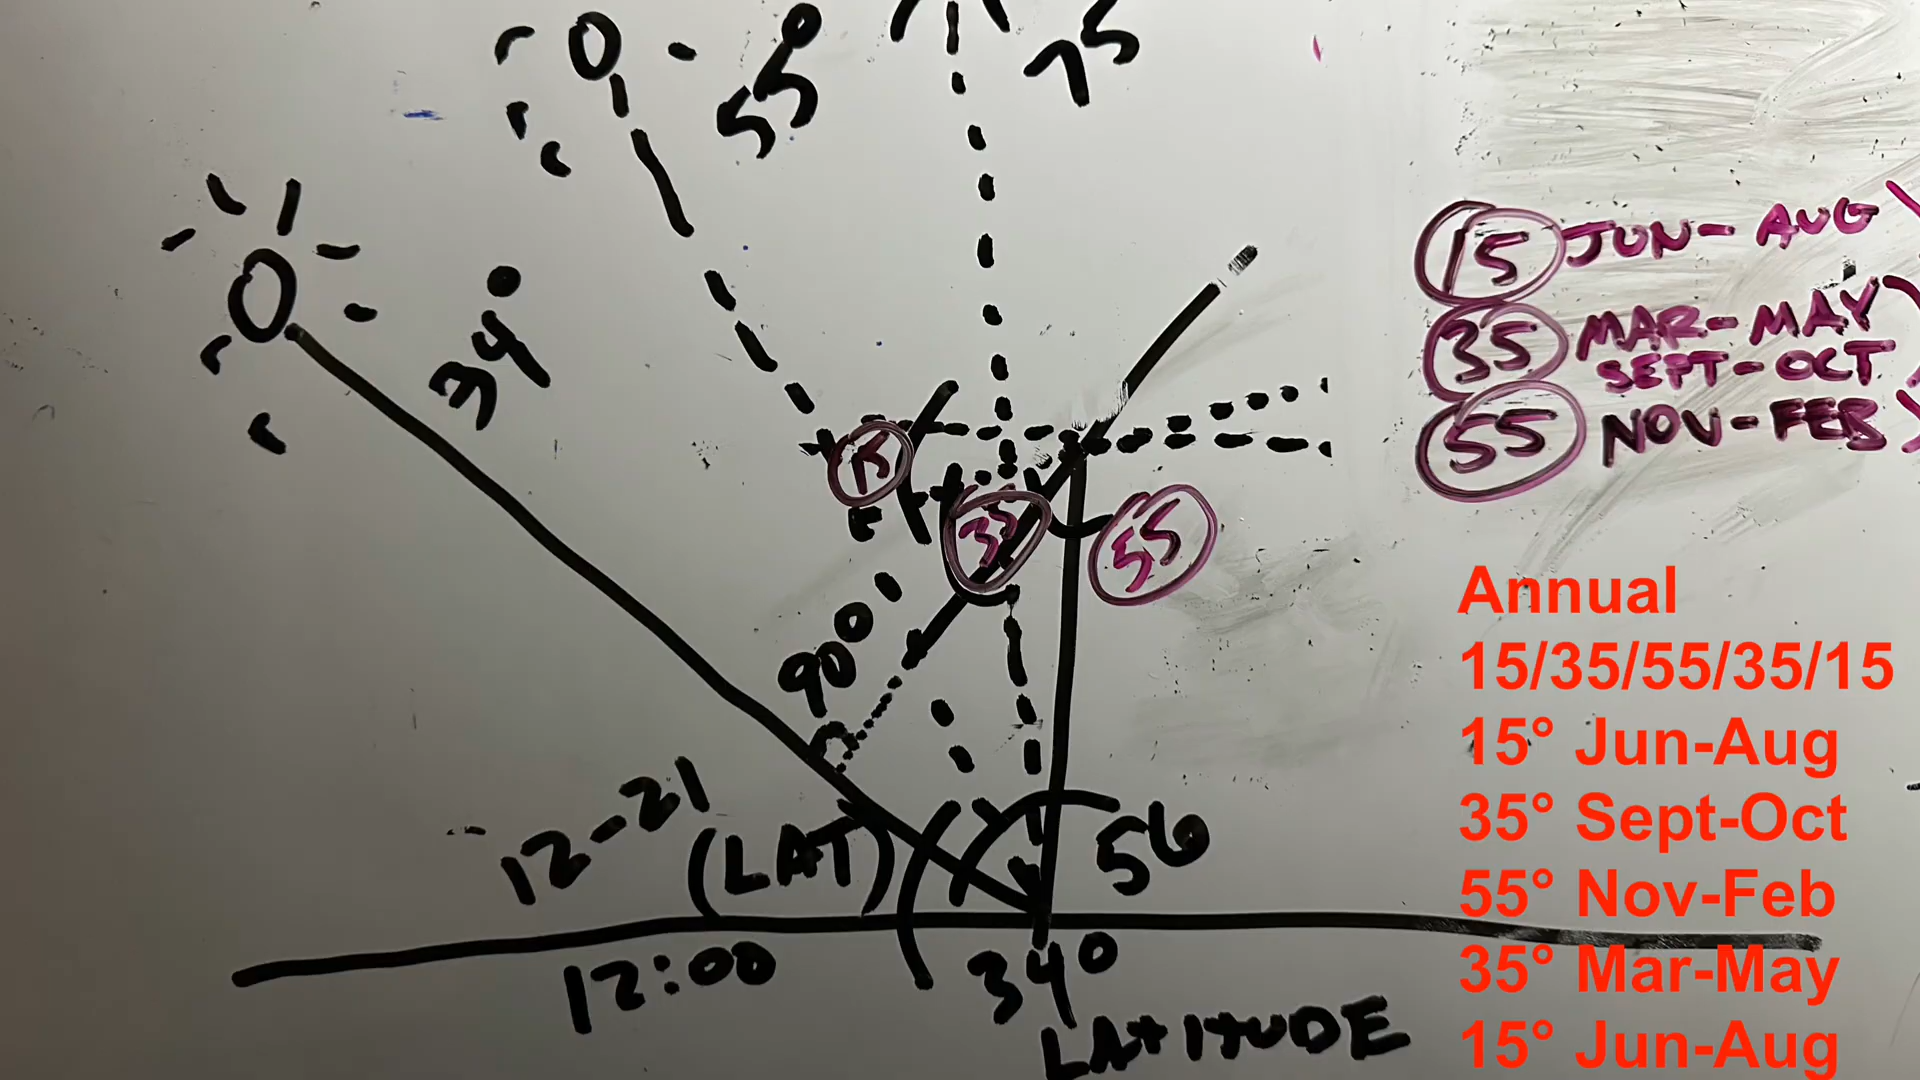 55°
75
34°
15 JUN-AUG
35 MAR-MAY
SEPT-OCT
55 NOV-FEB
15
35
55
90°
12-21
(LAT)
56
12:00
34°
LATITUDE
Annual
15/35/55/35/15
15° Jun-Aug
35° Sept-Oct
55° Nov-Feb
35° Mar-May
15° Jun-Aug